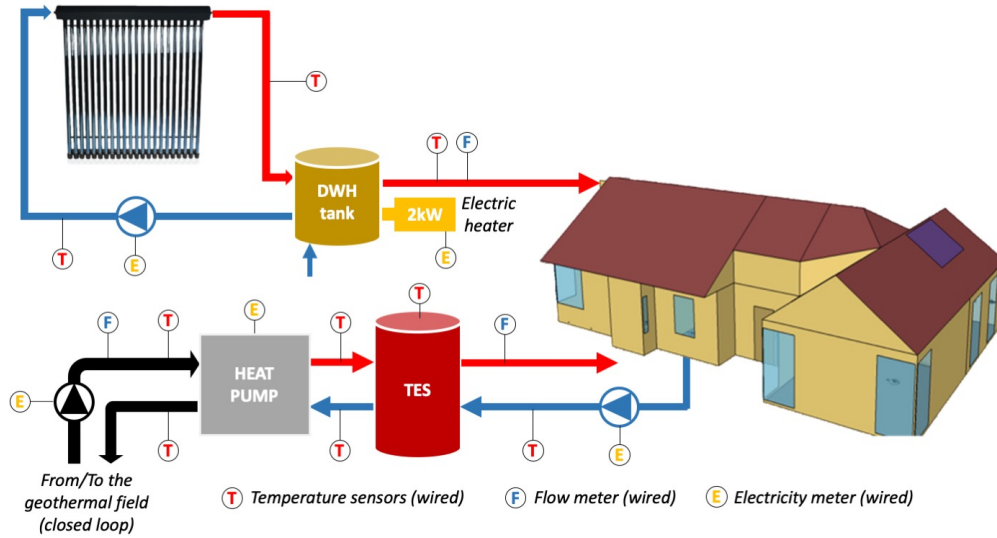 T
DWH
tank
T
F
2kW
Electric
heater
T
E
E
T
F
T
E
T
F
HEAT
PUMP
TES
E
T
T
T
E
From/To the
geothermal field
(closed loop)
T Temperature sensors (wired)
F Flow meter (wired)
E Electricity meter (wired)